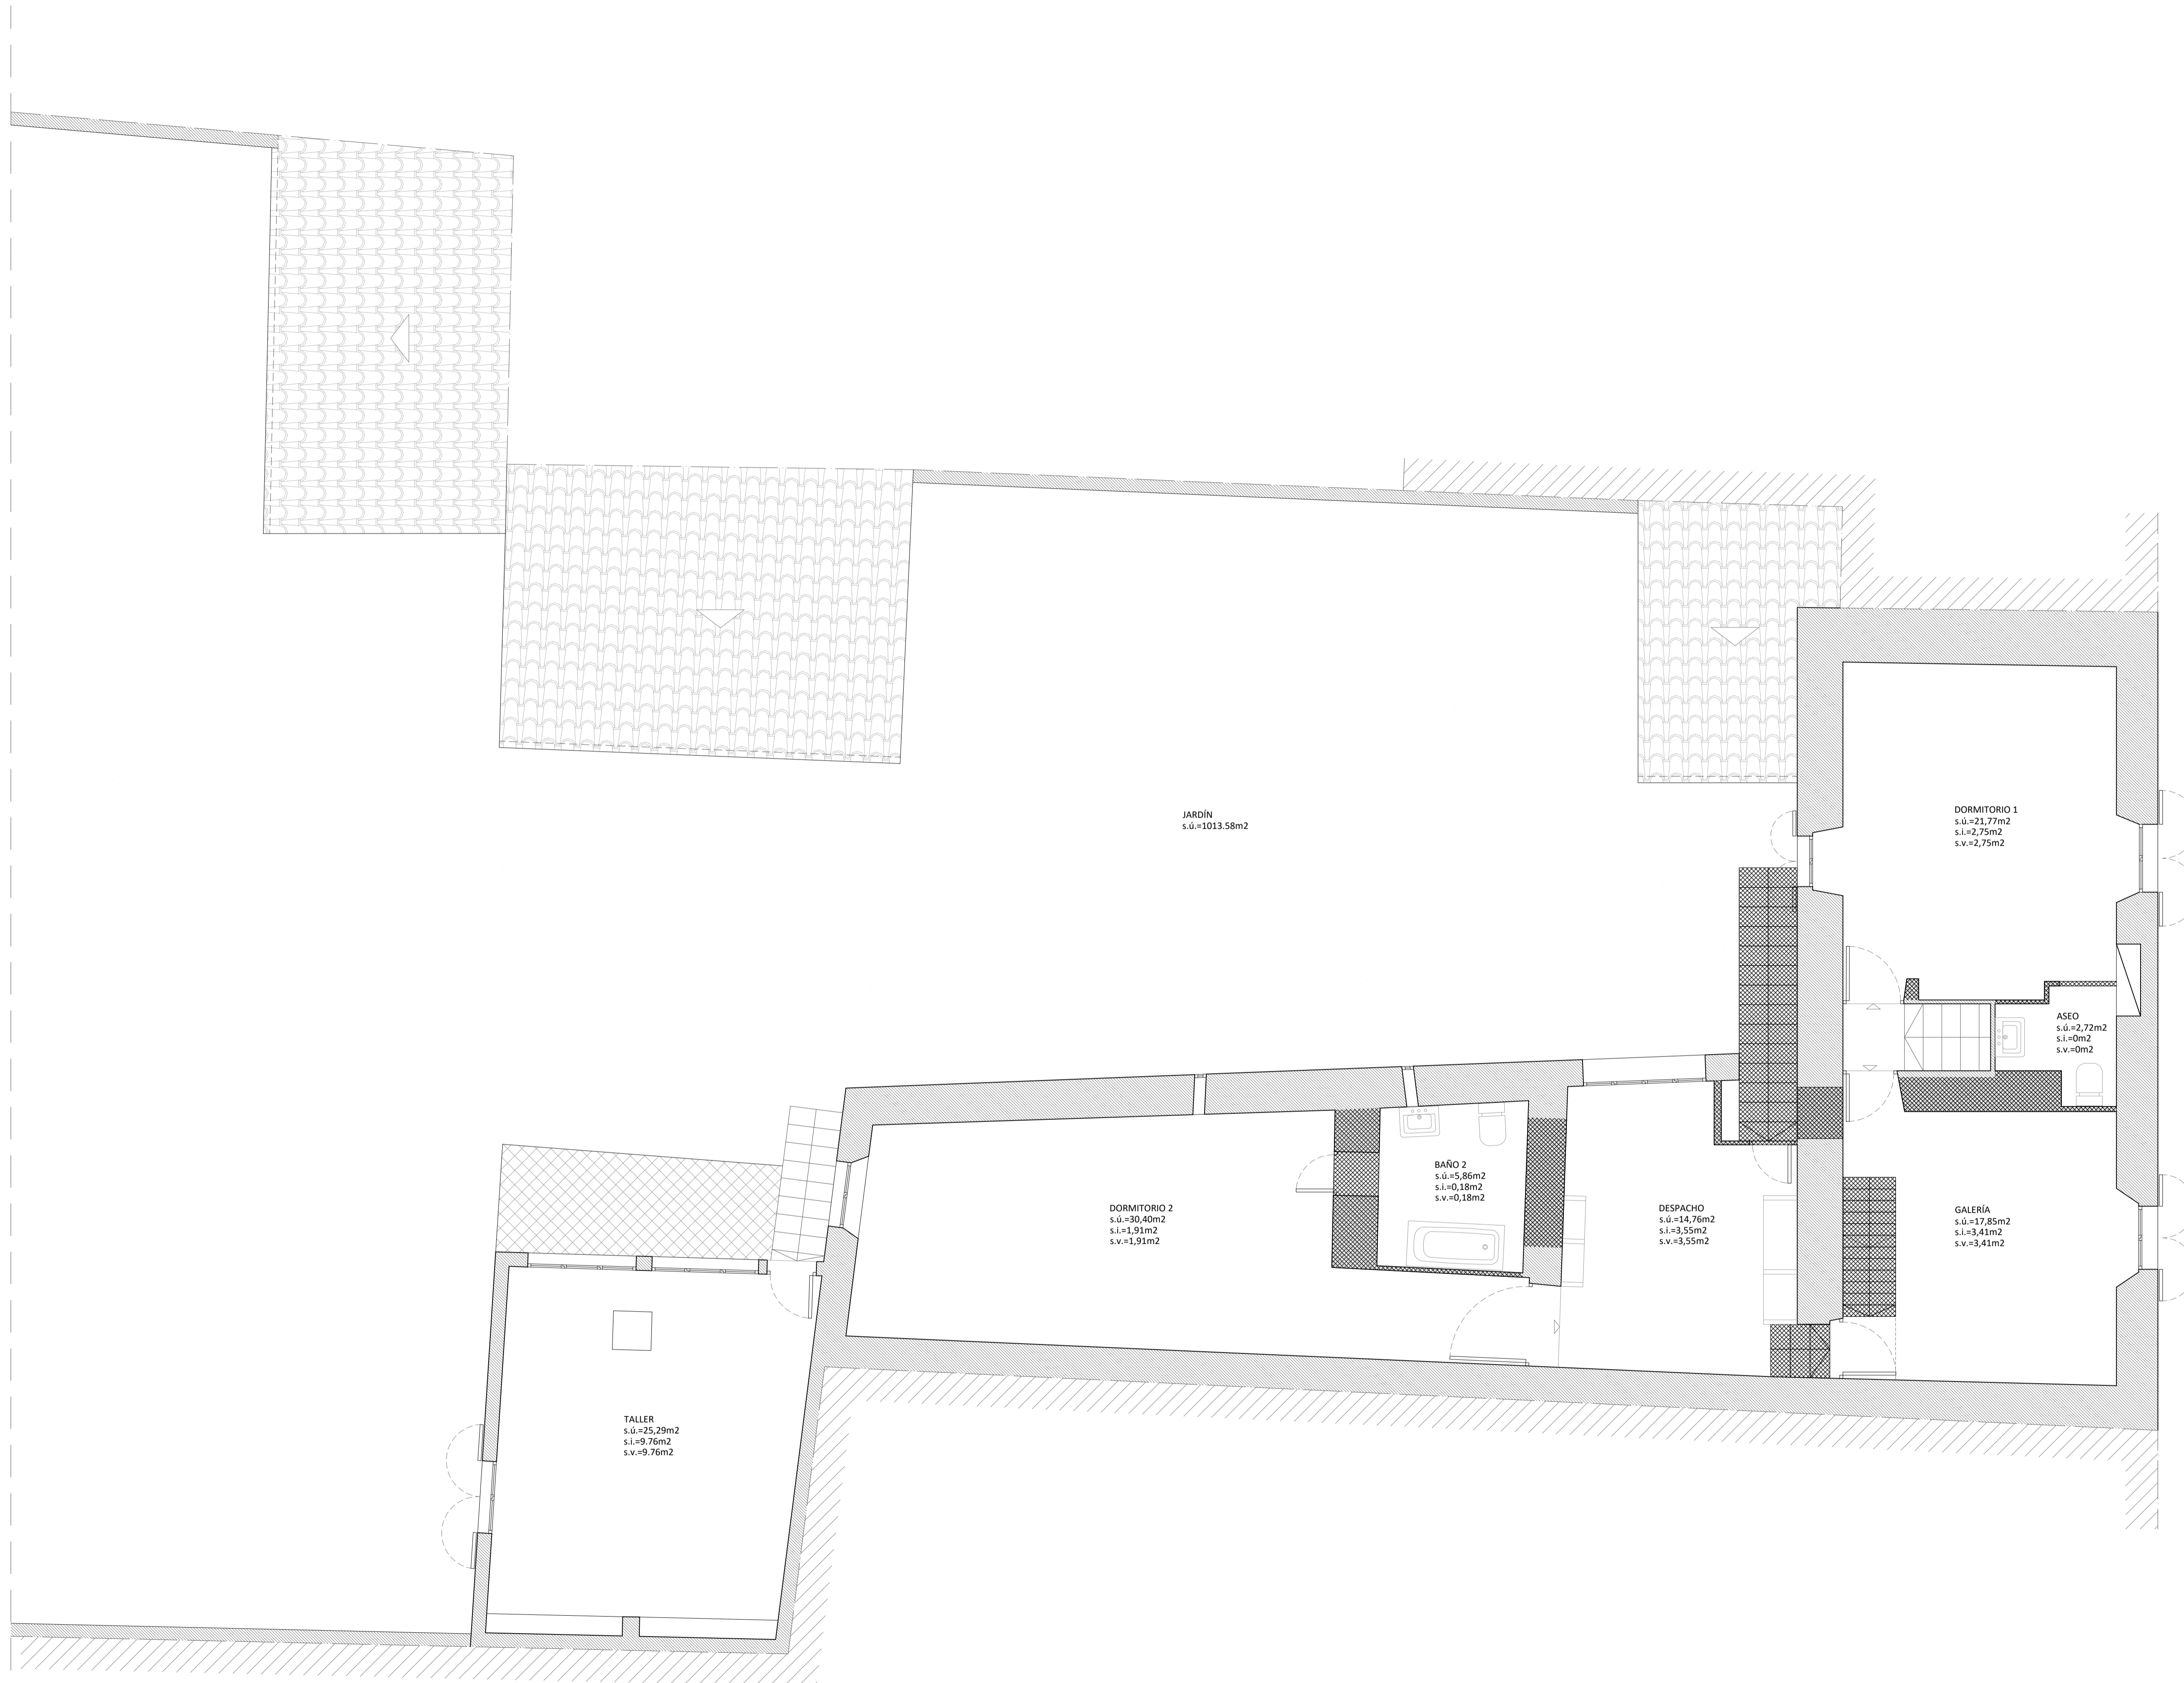 JARDÍN
s.ú.=1013.58m2
DORMITORIO 1
s.ú.=21,77m2
s.i.=2,75m2
s.v.=2,75m2
ASEO
s.ú.=2,72m2
s.i.=0m2
s.v.=0m2
BAÑO 2
s.ú.=5,86m2
s.i.=0,18m2
s.v.=0,18m2
DORMITORIO 2
s.ú.=30,40m2
s.i.=1,91m2
s.v.=1,91m2
DESPACHO
s.ú.=14,76m2
s.i.=3,55m2
s.v.=3,55m2
GALERÍA
s.ú.=17,85m2
s.i.=3,41m2
s.v.=3,41m2
TALLER
s.ú.=25,29m2
s.i.=9.76m2
s.v.=9.76m2